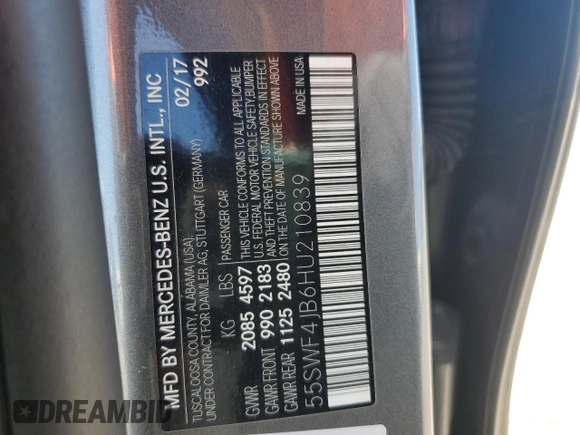 MFD BY MERCEDES-BENZ U.S. INTL., INC
TUSCALOOSA COUNTY, ALABAMA (USA) 02/17
UNDER CONTRACT FOR DAIMLER AG, STUTTGART (GERMANY) 992
KG LBS PASSENGER CAR
GVWR 2085 4597 THIS VEHICLE CONFORMS TO ALL APPLICABLE
U.S. FEDERAL MOTOR VEHICLE SAFETY, BUMPER
GAWR FRONT 990 2183 AND THEFT PREVENTION STANDARDS IN EFFECT
GAWR REAR 1125 2480 ON THE DATE OF MANUFACTURE SHOWN ABOVE
MADE IN USA
55SWF4JB6HU210839
DREAMBID